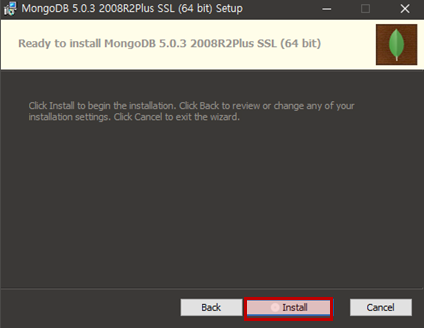 MongoDB 5.0.3 2008R2Plus SSL (64 bit) Setup
Ready to install MongoDB 5.0.3 2008R2Plus SSL (64 bit)
Click Install to begin the installation. Click Back to review or change any of your
installation settings. Click Cancel to exit the wizard.
Back Install Cancel